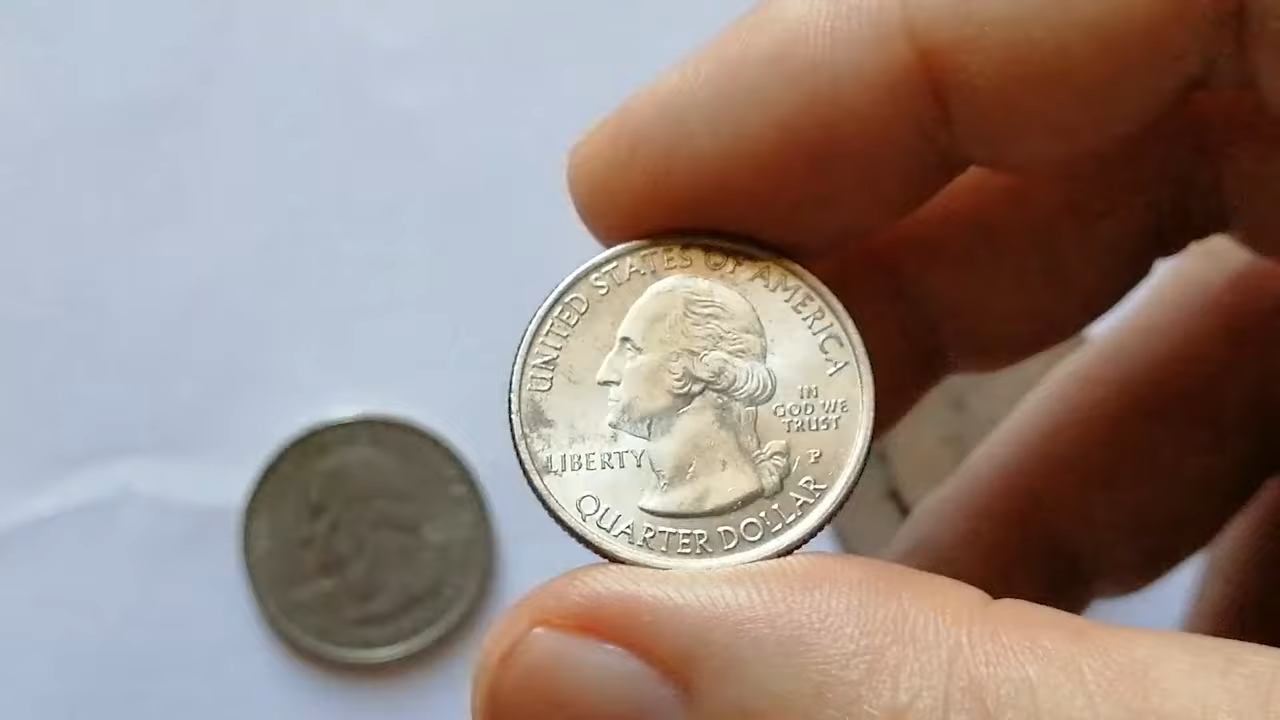 UNITED STATES OF AMERICA
IN
GOD WE
TRUST
LIBERTY
P
QUARTER DOLLAR